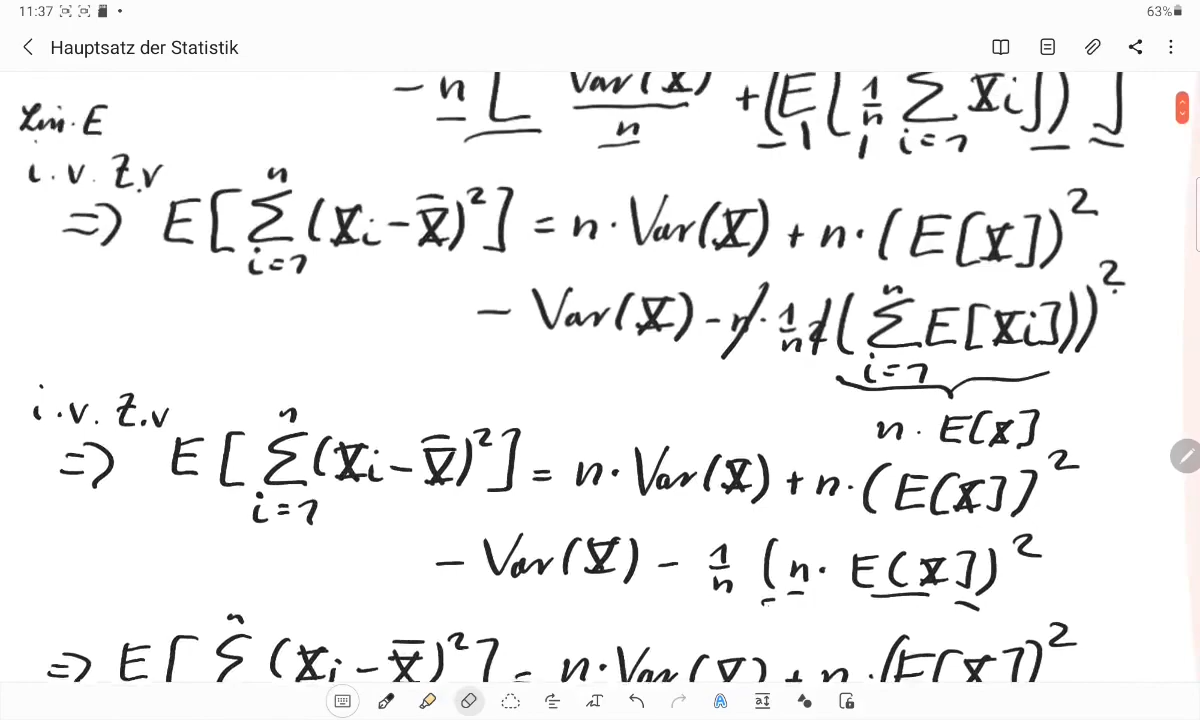 11:37 63%
Hauptsatz der Statistik
- n [ Var(X)/n + (E[1/n ∑_{i=1} Xi])]
Lin. E
i.v. Z.v
=> E[∑_{i=1}^{n} (Xi - X̄)²] = n · Var(X) + n · (E[X])²
- Var(X) - n · 1/n² (∑_{i=1}^{n} E[Xi]))²
n · E[X]
i.v. Z.v
=> E[∑_{i=1}^{n} (Xi - X̄)²] = n · Var(X) + n · (E[X])²
- Var(X) - 1/n (n · E[X])²
=> E[∑^{n} (Xi - X̄)²] = n · Var(X) + n · (E[X])²